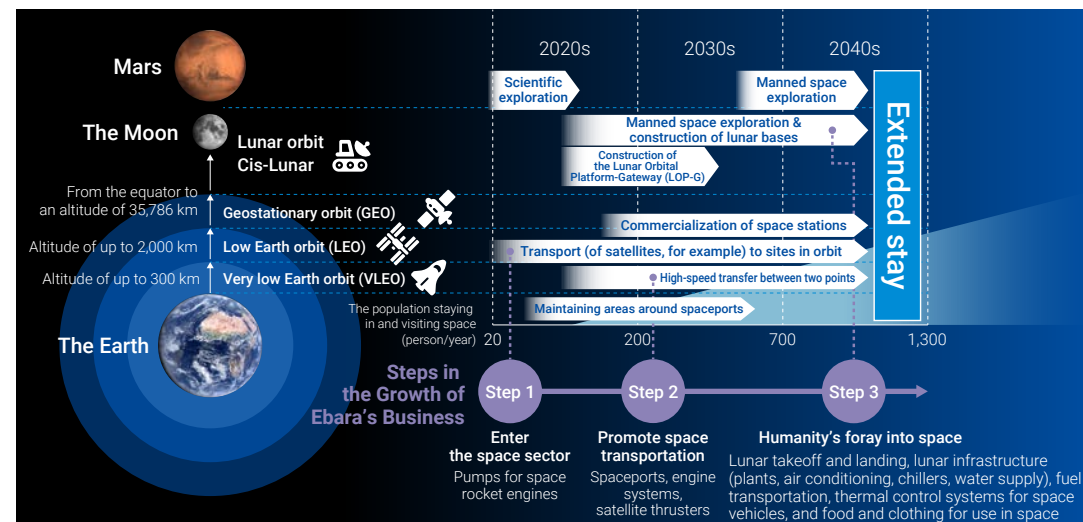 2020s
2030s
2040s
Mars
Scientific
exploration
Manned space
exploration
The Moon
Lunar orbit
Cis-Lunar
Manned space exploration &
construction of lunar bases
Construction of
the Lunar Orbital
Platform-Gateway (LOP-G)
Extended stay
From the equator to
an altitude of 35,786 km
Geostationary orbit (GEO)
Commercialization of space stations
Altitude of up to 2,000 km
Low Earth orbit (LEO)
Transport (of satellites, for example) to sites in orbit
Altitude of up to 300 km
Very low Earth orbit (VLEO)
High-speed transfer between two points
The population staying
in and visiting space
(person/year)
Maintaining areas around spaceports
20
200
700
1,300
The Earth
Steps in
the Growth of
Ebara's Business
Step 1
Step 2
Step 3
Enter
the space sector
Pumps for space
rocket engines
Promote space
transportation
Spaceports, engine
systems,
satellite thrusters
Humanity's foray into space
Lunar takeoff and landing, lunar infrastructure
(plants, air conditioning, chillers, water supply), fuel
transportation, thermal control systems for space
vehicles, and food and clothing for use in space